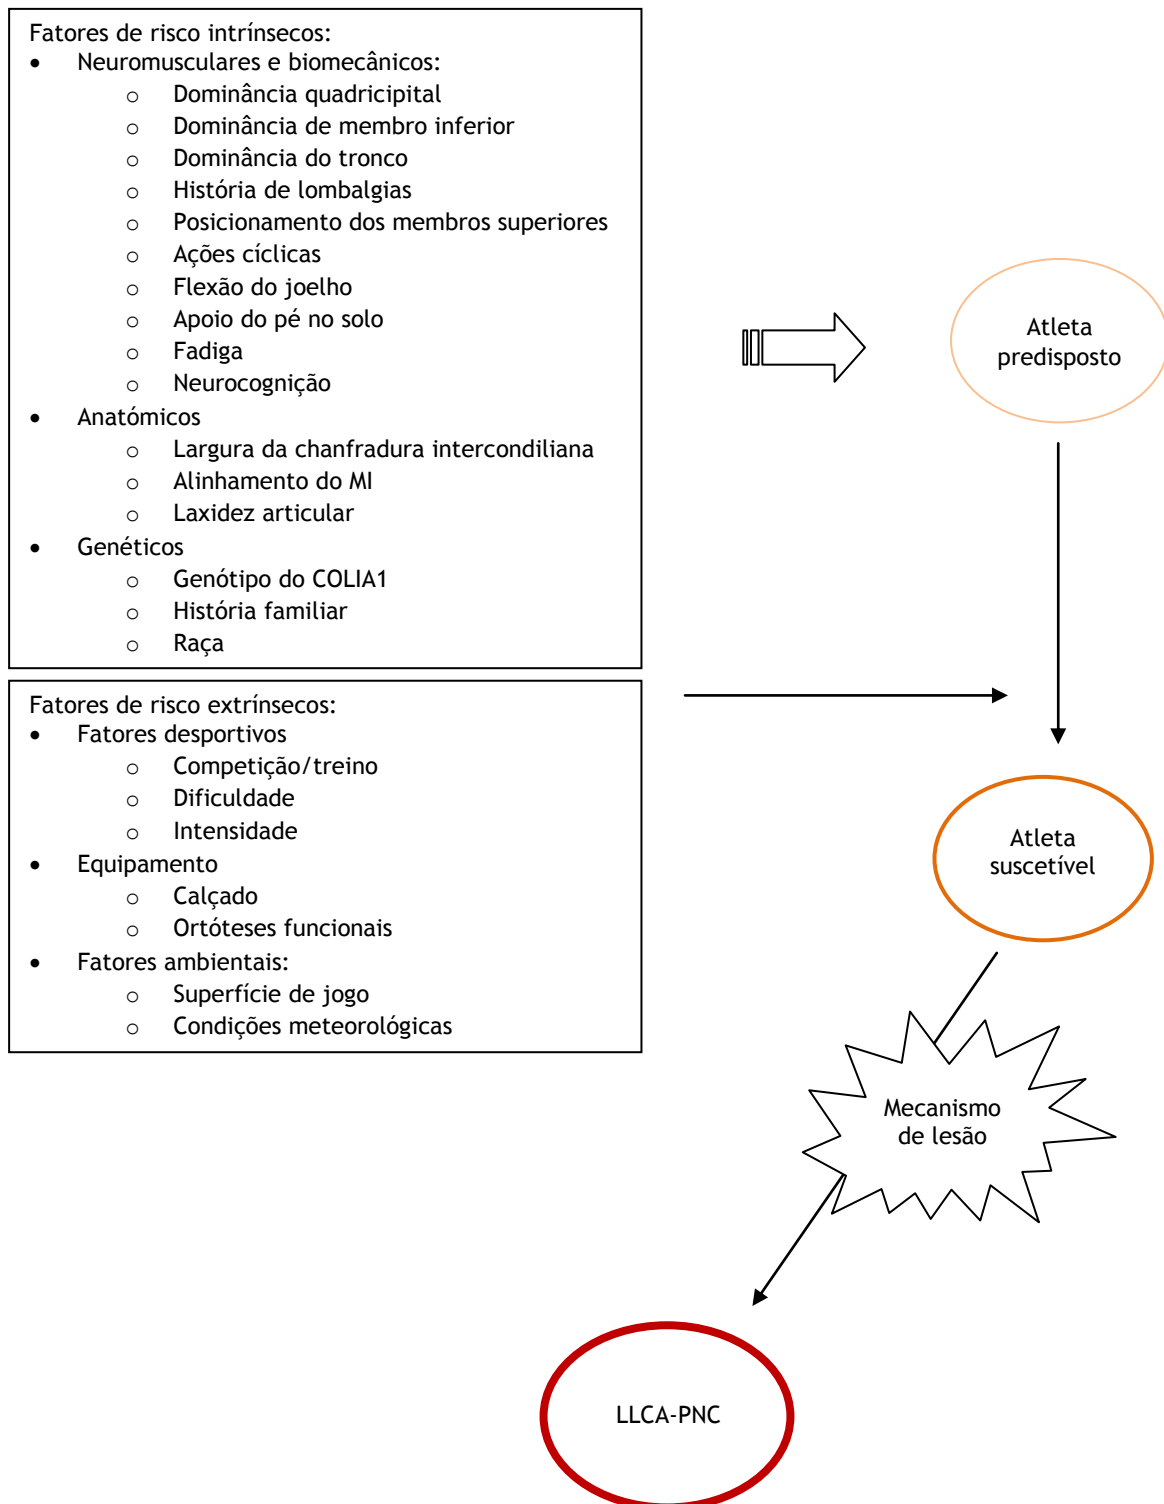 Fatores de risco intrínsecos:
• Neuromusculares e biomecânicos:
o Dominância quadricipital
o Dominância de membro inferior
o Dominância do tronco
o História de lombalgias
o Posicionamento dos membros superiores
o Ações cíclicas
o Flexão do joelho
o Apoio do pé no solo
o Fadiga
o Neurocognição
• Anatómicos
o Largura da chanfradura intercondiliana
o Alinhamento do MI
o Laxidez articular
• Genéticos
o Genótipo do COLIA1
o História familiar
o Raça
Fatores de risco extrínsecos:
• Fatores desportivos
o Competição/treino
o Dificuldade
o Intensidade
• Equipamento
o Calçado
o Ortóteses funcionais
• Fatores ambientais:
o Superfície de jogo
o Condições meteorológicas
Atleta
predisposto
Atleta
suscetível
Mecanismo
de lesão
LLCA-PNC